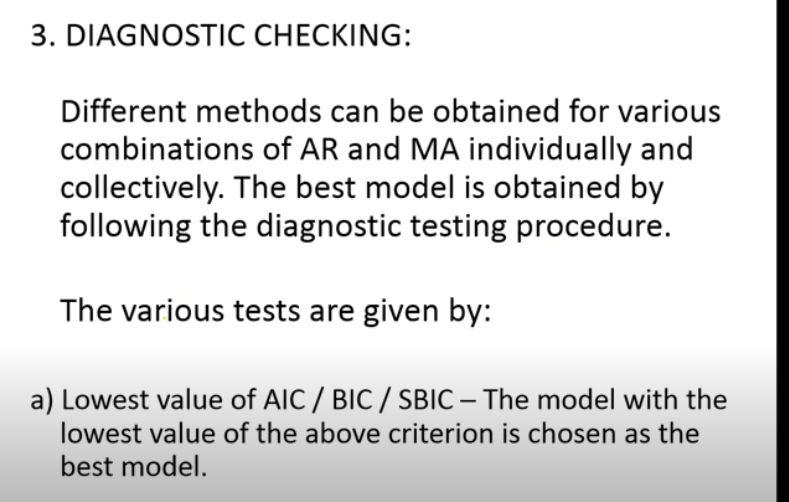 3. DIAGNOSTIC CHECKING:
Different methods can be obtained for various
combinations of AR and MA individually and
collectively. The best model is obtained by
following the diagnostic testing procedure.
The various tests are given by:
a) Lowest value of AIC / BIC / SBIC – The model with the
lowest value of the above criterion is chosen as the
best model.